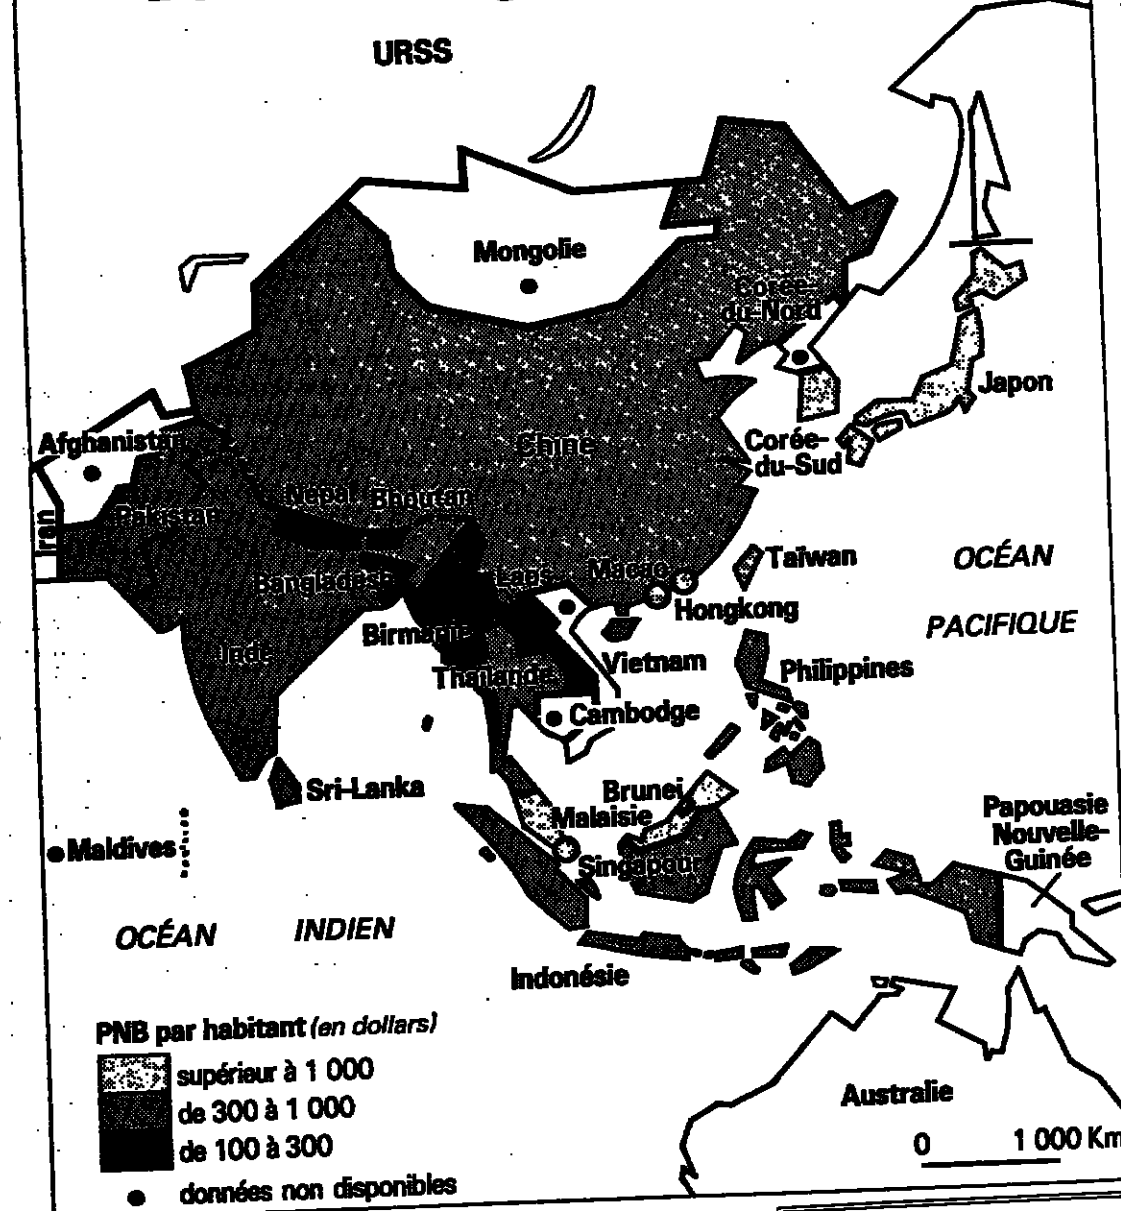 URSS
Mongolie
Corée-
du-Nord
Japon
Afghanistan
Chine
Corée-
du-Sud
Népal
Bhoutan
Pakistan
Iran
Taïwan
OCÉAN
PACIFIQUE
Bangladesh
Laos
Macao
Hongkong
Birmanie
Inde
Vietnam
Philippines
Thaïlande
Cambodge
Sri-Lanka
Brunei
Malaisie
Papouasie
Nouvelle-
Guinée
Maldives
Singapour
OCÉAN INDIEN
Indonésie
PNB par habitant (en dollars)
supérieur à 1 000
de 300 à 1 000
de 100 à 300
données non disponibles
Australie
0 1 000 Km